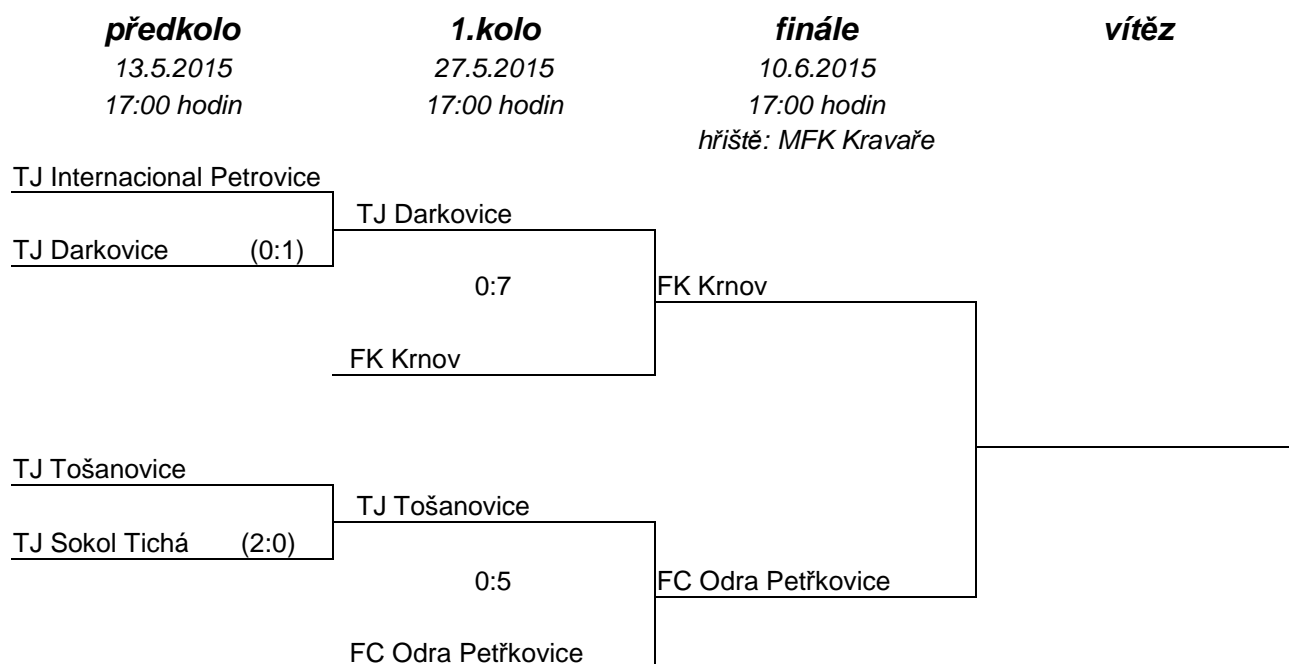 předkolo 1.kolo finále vítěz
13.5.2015 27.5.2015 10.6.2015
17:00 hodin 17:00 hodin 17:00 hodin
hřiště: MFK Kravaře
TJ Internacional Petrovice
TJ Darkovice
TJ Darkovice (0:1)
0:7 FK Krnov
FK Krnov
TJ Tošanovice
TJ Tošanovice
TJ Sokol Tichá (2:0)
0:5 FC Odra Petřkovice
FC Odra Petřkovice